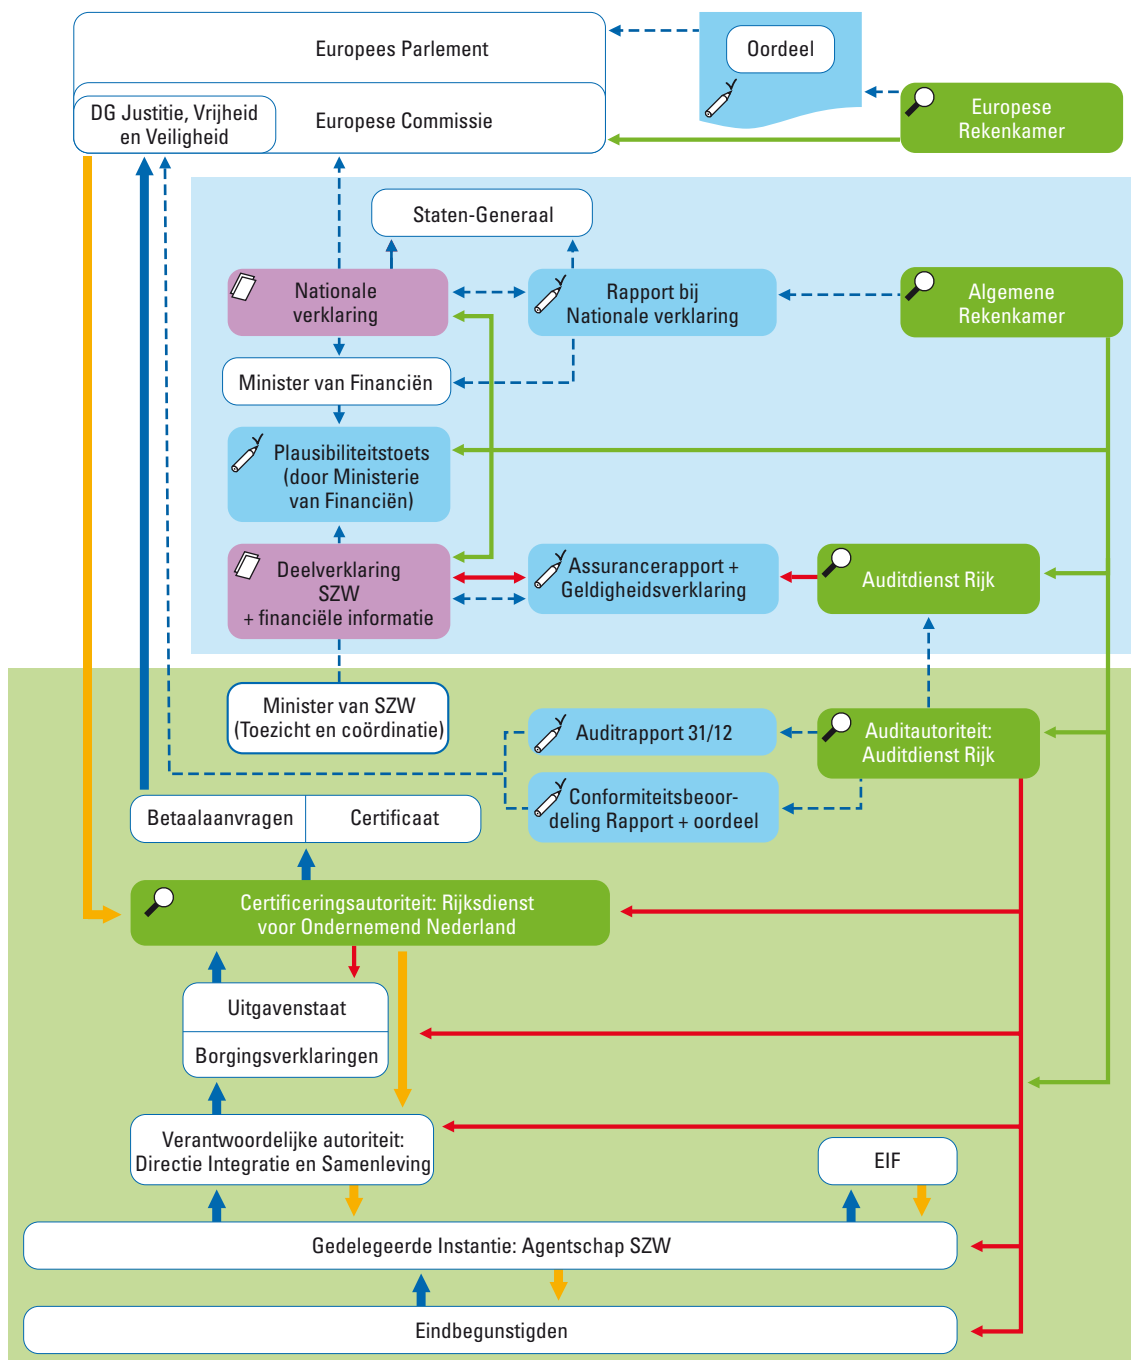 Europees Parlement
Oordeel
DG Justitie, Vrijheid
en Veiligheid
Europese Commissie
Europese
Rekenkamer
Staten-Generaal
Nationale
verklaring
Rapport bij
Nationale verklaring
Algemene
Rekenkamer
Minister van Financiën
Plausibiliteitstoets
(door Ministerie
van Financiën)
Deelverklaring
SZW
+ financiële informatie
Assurancerapport +
Geldigheidsverklaring
Auditdienst Rijk
Minister van SZW
(Toezicht en coördinatie)
Auditrapport 31/12
Auditautoriteit:
Auditdienst Rijk
Conformiteitsbeoor-
deling Rapport + oordeel
Betaalaanvragen
Certificaat
Certificeringsautoriteit: Rijksdienst
voor Ondernemend Nederland
Uitgavenstaat
Borgingsverklaringen
Verantwoordelijke autoriteit:
Directie Integratie en Samenleving
EIF
Gedelegeerde Instantie: Agentschap SZW
Eindbegunstigden